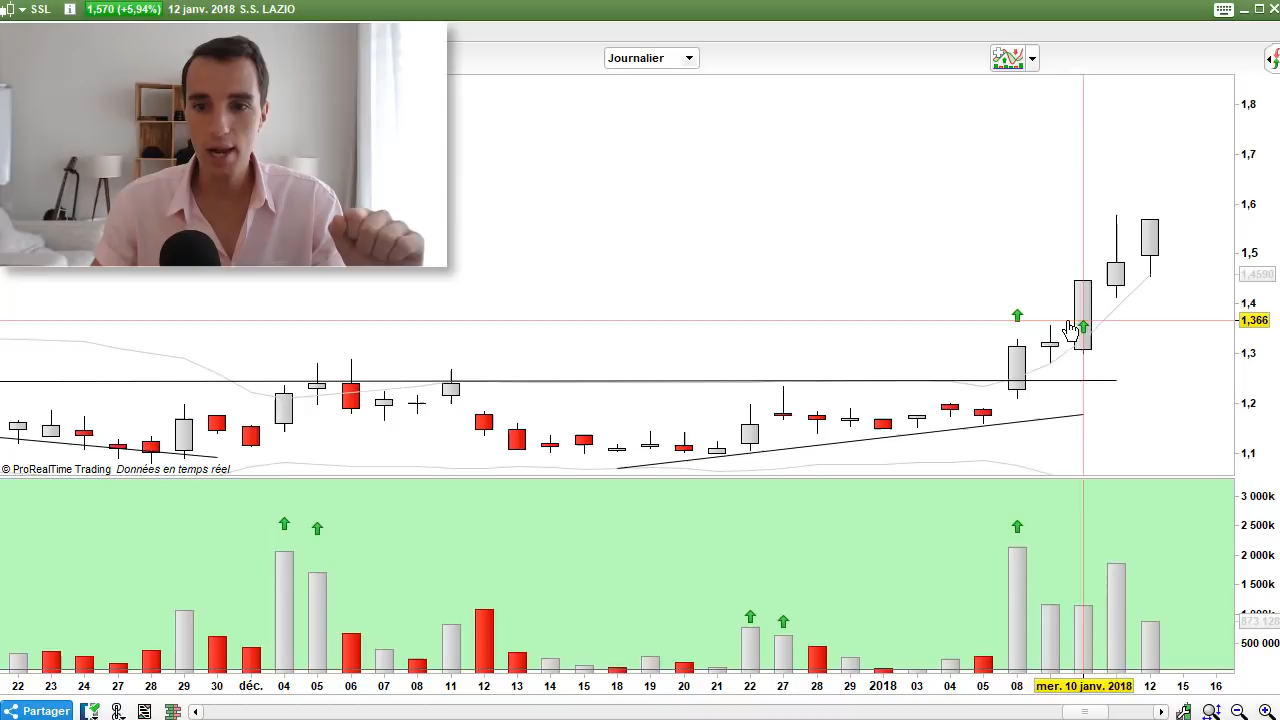 SSL
1,570 (+5,94%) 12 janv. 2018 S.S. LAZIO
Journalier
1,8
1,7
1,6
1,5
1,4590
1,4
1,366
1,3
1,2
1,1
© ProRealTime Trading Données en temps réel
3 000k
2 500k
2 000k
1 500k
873 128
500 000
22 23 24 27 28 29 30 déc. 04 05 06 07 08 11 12 13 14 15 18 19 20 21 22 27 28 29 2018 03 04 05 08 mer. 10 janv. 2018 12 15 16
Partager